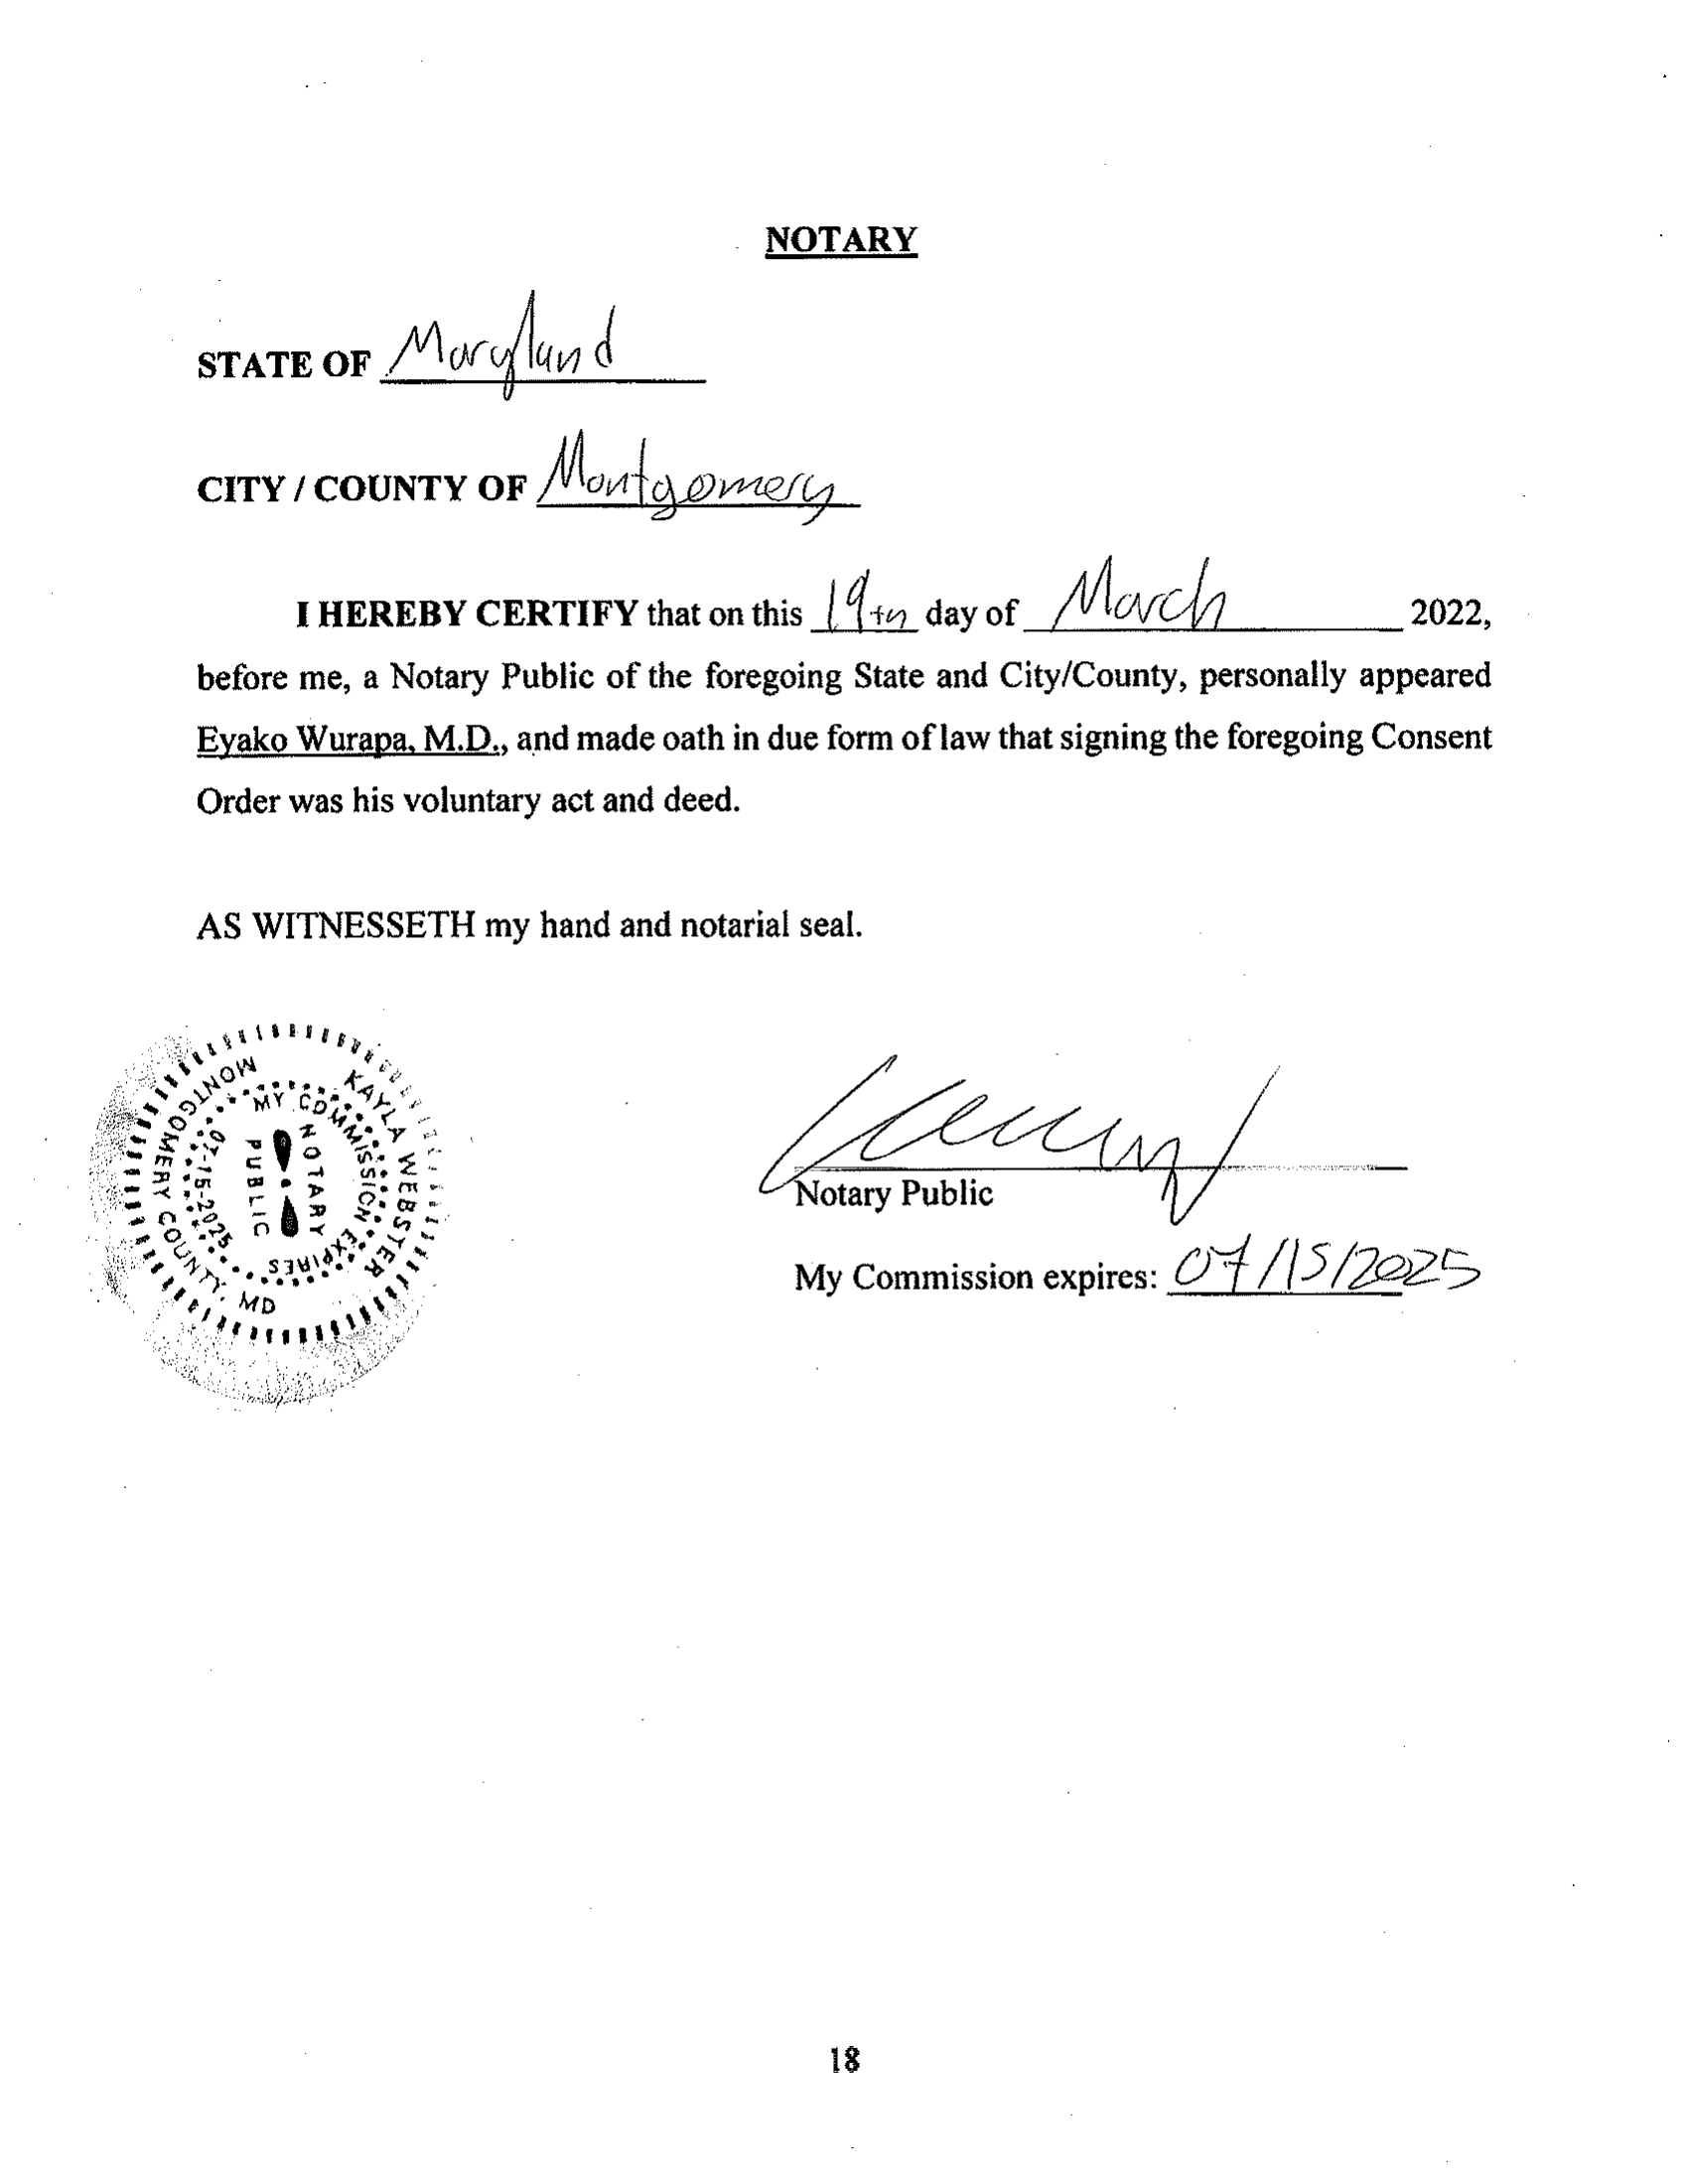 NOTARY
STATE OF Maryland
CITY / COUNTY OF Montgomery
I HEREBY CERTIFY that on this 19th day of March 2022,
before me, a Notary Public of the foregoing State and City/County, personally appeared
Eyako Wurapa, M.D., and made oath in due form of law that signing the foregoing Consent
Order was his voluntary act and deed.
AS WITNESSETH my hand and notarial seal.
KAYLA WEBSTER
MONTGOMERY COUNTY, MD
MY COMMISSION EXPIRES
07-15-2025
NOTARY
PUBLIC
Notary Public
My Commission expires: 07/15/2025
18